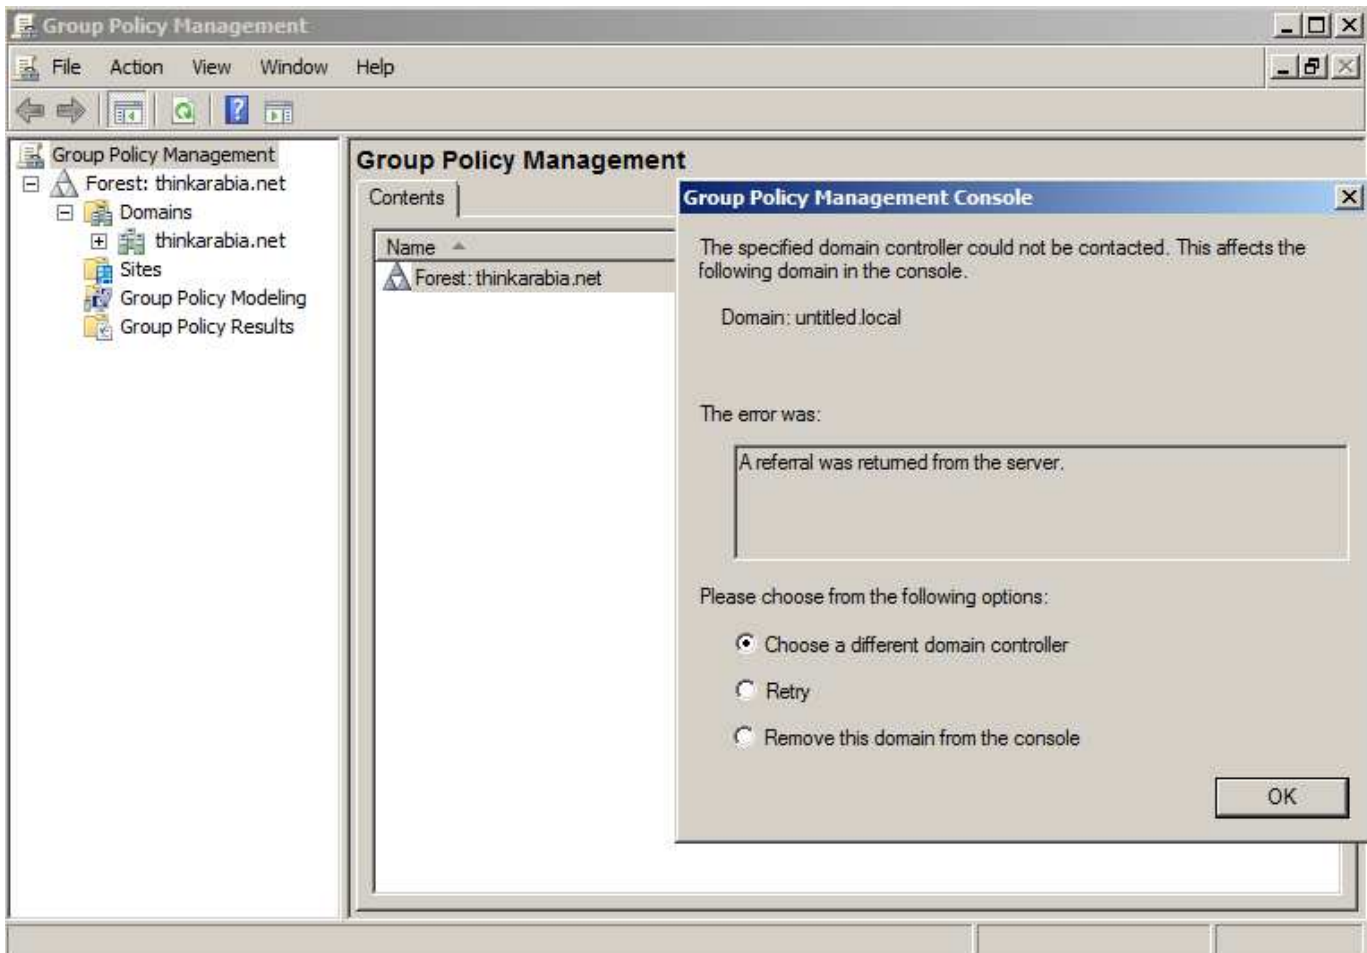 Group Policy Management
File Action View Window Help
Group Policy Management
Forest: thinkarabia.net
Domains
thinkarabia.net
Sites
Group Policy Modeling
Group Policy Results
Group Policy Management
Contents
Name
Forest: thinkarabia.net
Group Policy Management Console
The specified domain controller could not be contacted. This affects the
following domain in the console.
Domain: untitled.local
The error was:
A referral was returned from the server.
Please choose from the following options:
Choose a different domain controller
Retry
Remove this domain from the console
OK